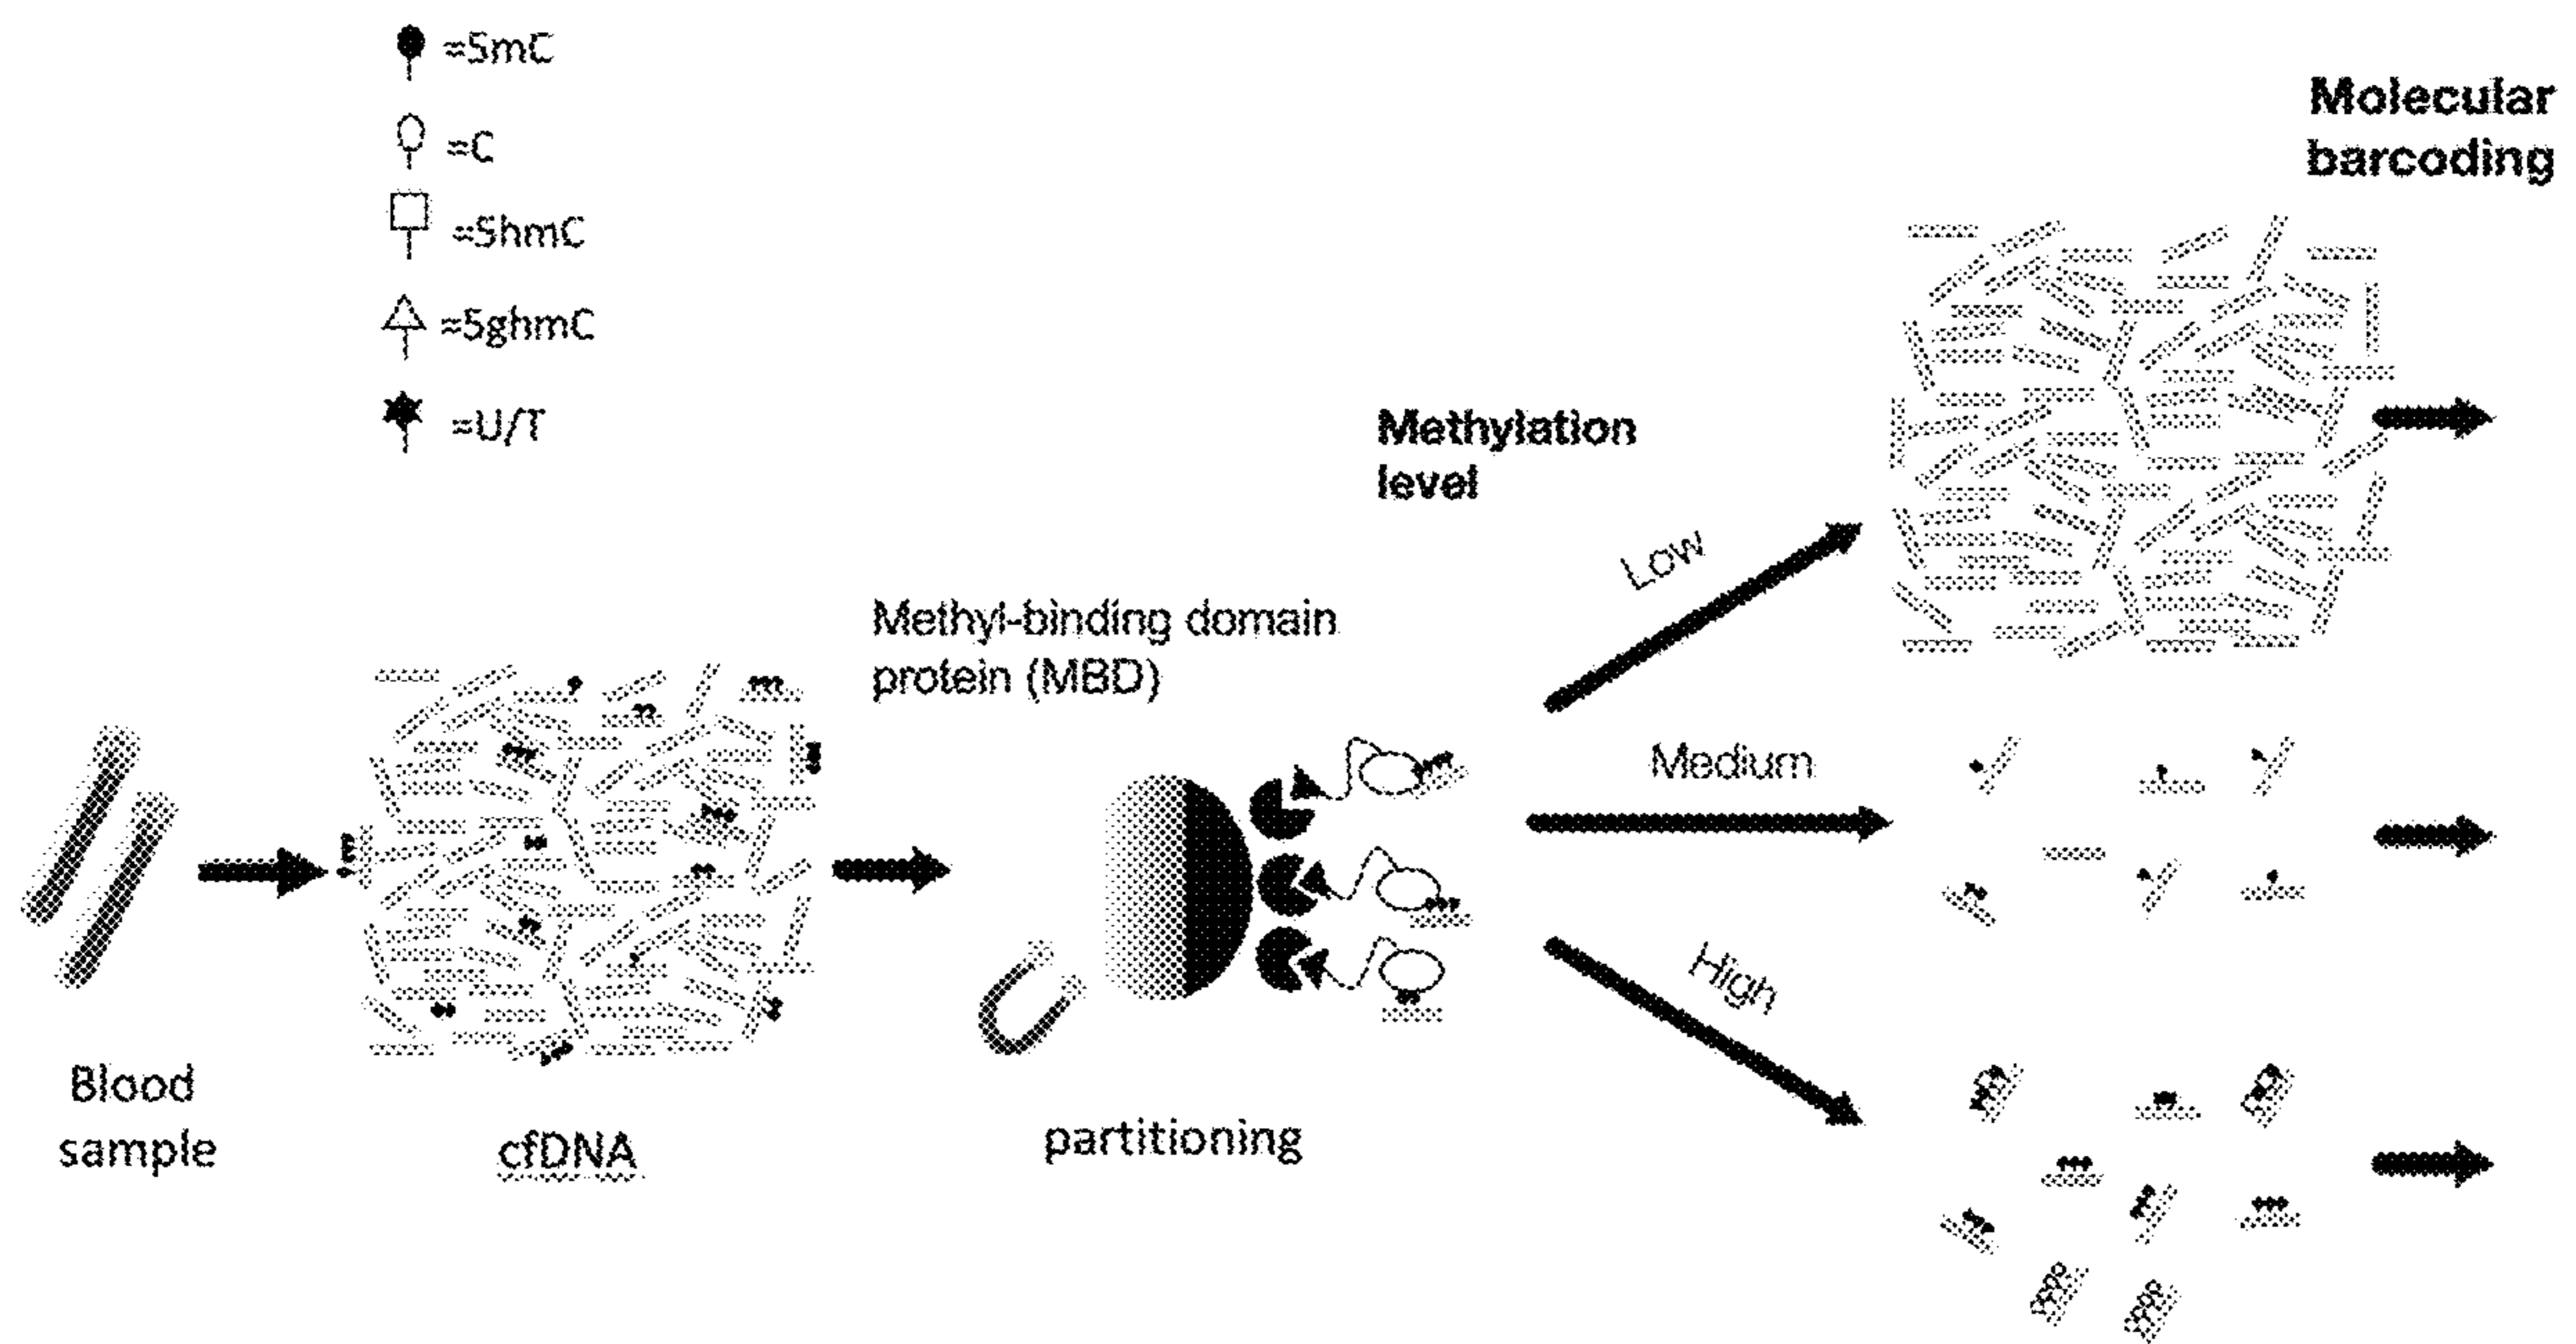 =5mC
=C
=5hmC
=5ghmC
=U/T
Molecular
barcoding
Methylation
level
Low
Methyl-binding domain
protein (MBD)
Medium
High
Blood
sample
cfDNA
partitioning